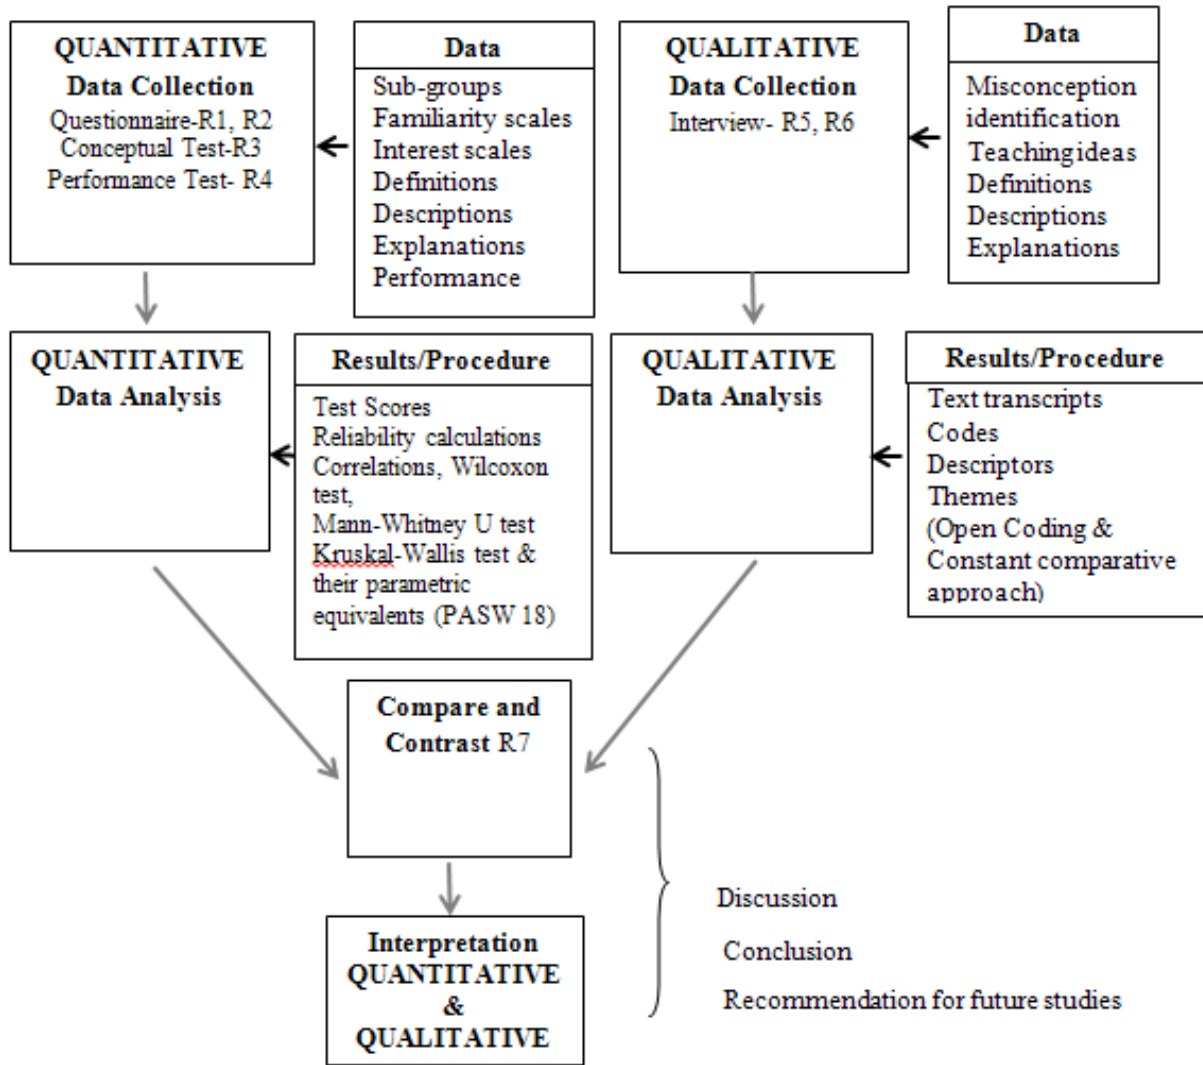 QUANTITATIVE
Data Collection
Questionnaire-R1, R2
Conceptual Test-R3
Performance Test- R4
Data
Sub-groups
Familiarity scales
Interest scales
Definitions
Descriptions
Explanations
Performance
QUALITATIVE
Data Collection
Interview- R5, R6
Data
Misconception
identification
Teaching ideas
Definitions
Descriptions
Explanations
QUANTITATIVE
Data Analysis
Results/Procedure
Test Scores
Reliability calculations
Correlations, Wilcoxon
test,
Mann-Whitney U test
Kruskal-Wallis test &
their parametric
equivalents (PASW 18)
QUALITATIVE
Data Analysis
Results/Procedure
Text transcripts
Codes
Descriptors
Themes
(Open Coding &
Constant comparative
approach)
Compare and
Contrast R7
Interpretation
QUANTITATIVE
&
QUALITATIVE
Discussion
Conclusion
Recommendation for future studies